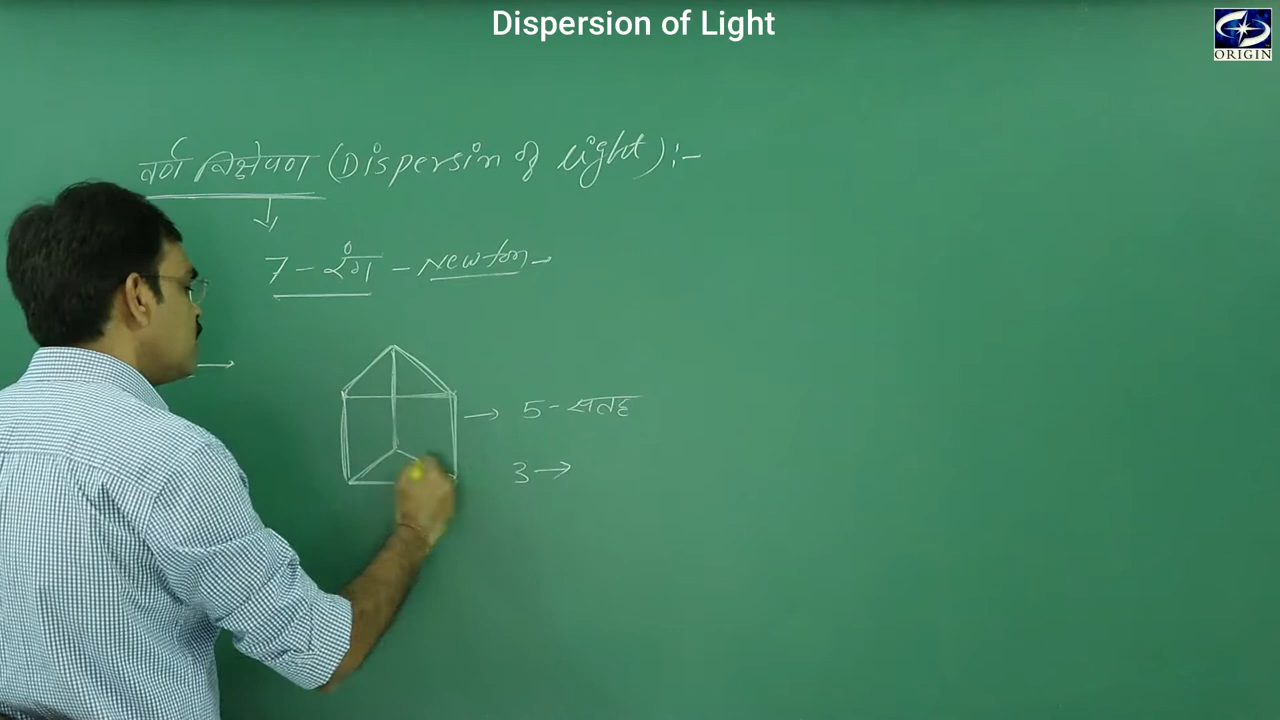 Dispersion of Light
ORIGIN
वर्ण विक्षेपण (Dispersion of light) :-
7 - रंग - Newton -
→ 5 - सतह
3 →